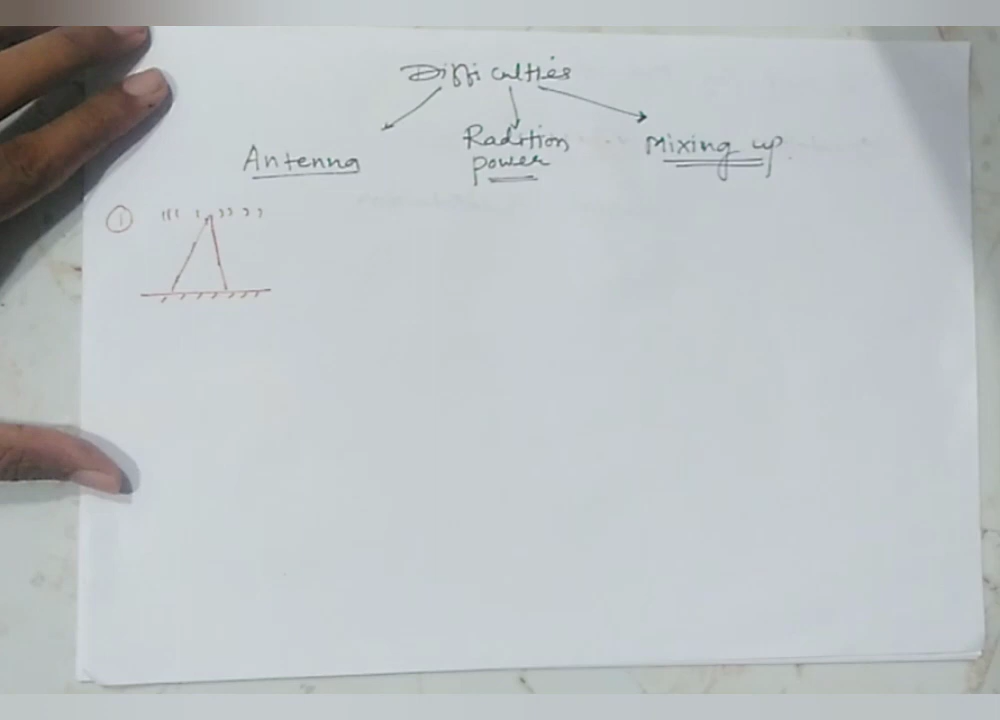 Difficulties
Antenna
Radition
power
Mixing up
1